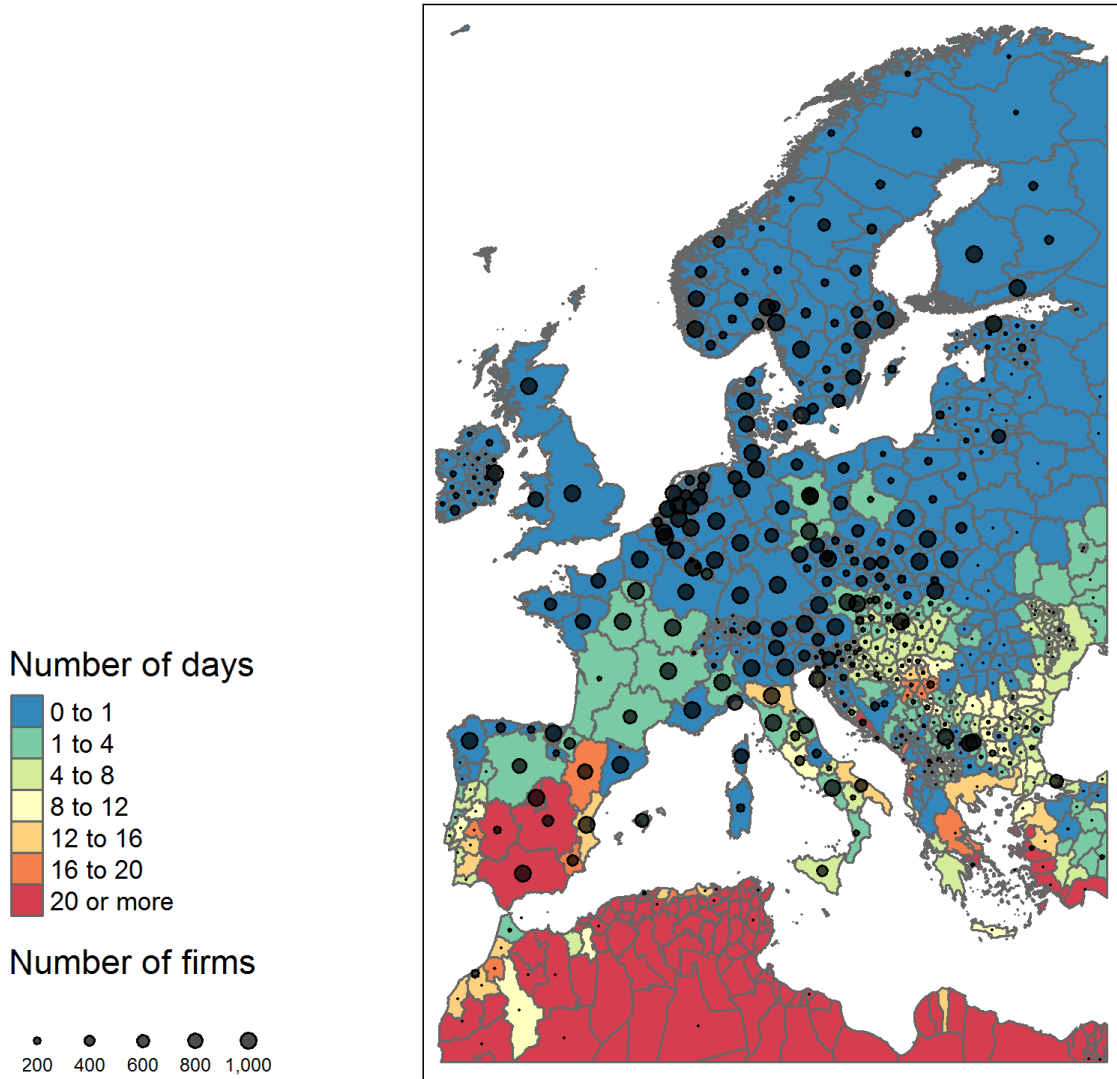 Number of days
0 to 1
1 to 4
4 to 8
8 to 12
12 to 16
16 to 20
20 or more
Number of firms
200 400 600 800 1,000